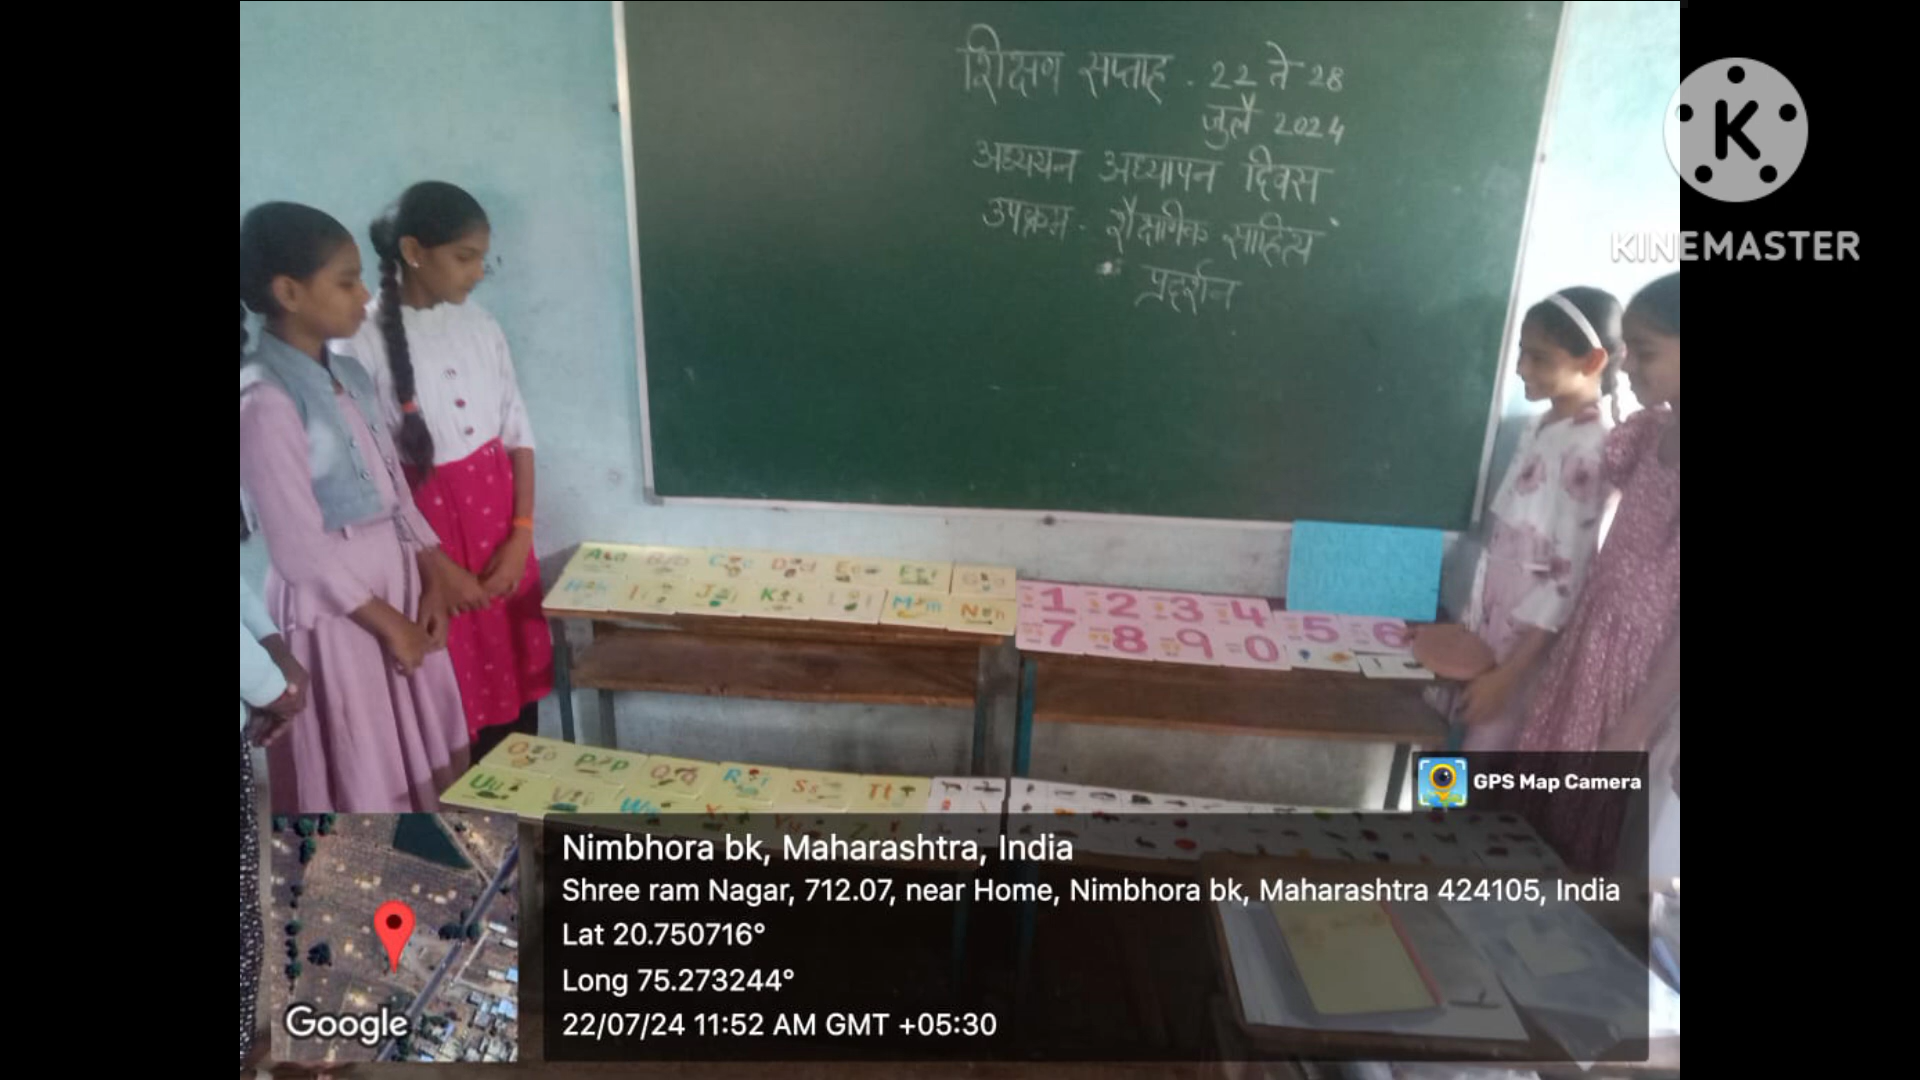 शिक्षण सप्ताह . 22 ते 28
जुलै 2024
अध्ययन अध्यापन दिवस
उपक्रम - शैक्षणिक साहित्य
प्रदर्शन
KINEMASTER
A a B b C c D d E e F f G g
H h I i J j K k L l M m N n
1 2 3 4 5 6
7 8 9 0
O o P p Q q R r S s T t
U u V v W w X x Y y Z z
GPS Map Camera
Nimbhora bk, Maharashtra, India
Shree ram Nagar, 712.07, near Home, Nimbhora bk, Maharashtra 424105, India
Lat 20.750716°
Long 75.273244°
22/07/24 11:52 AM GMT +05:30
Google